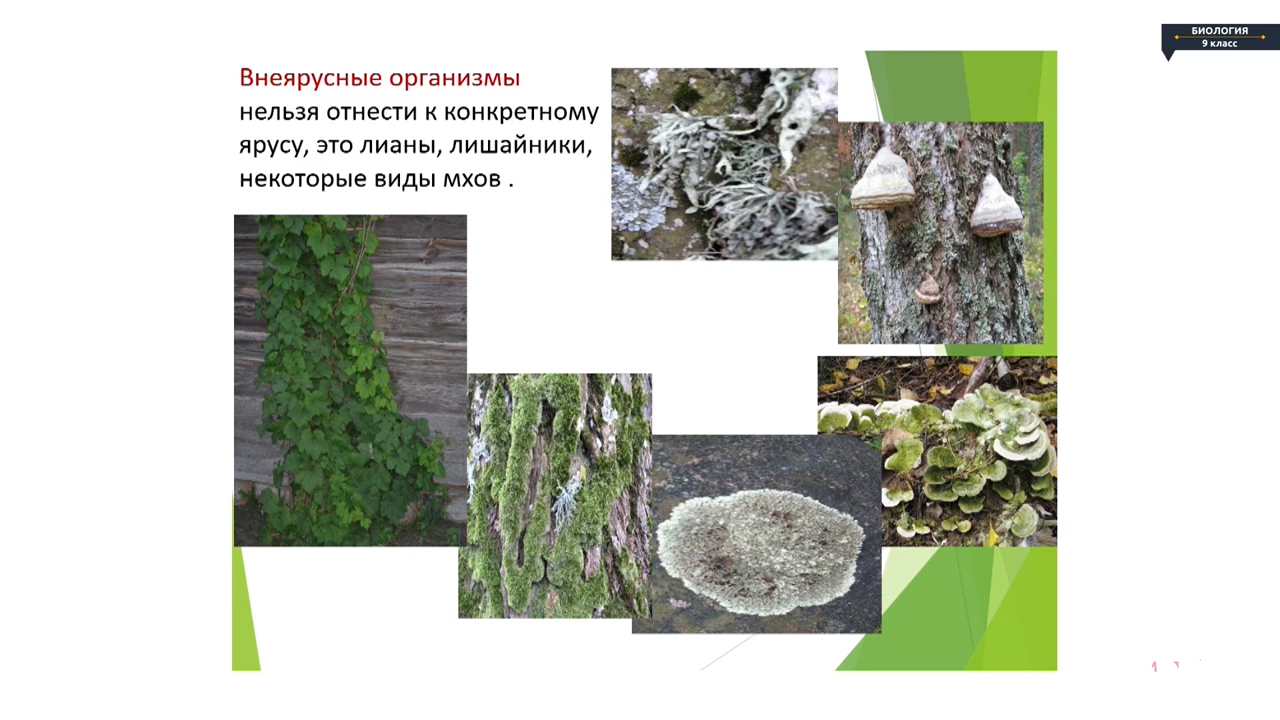 БИОЛОГИЯ
9 класс
Внеярусные организмы
нельзя отнести к конкретному
ярусу, это лианы, лишайники,
некоторые виды мхов .